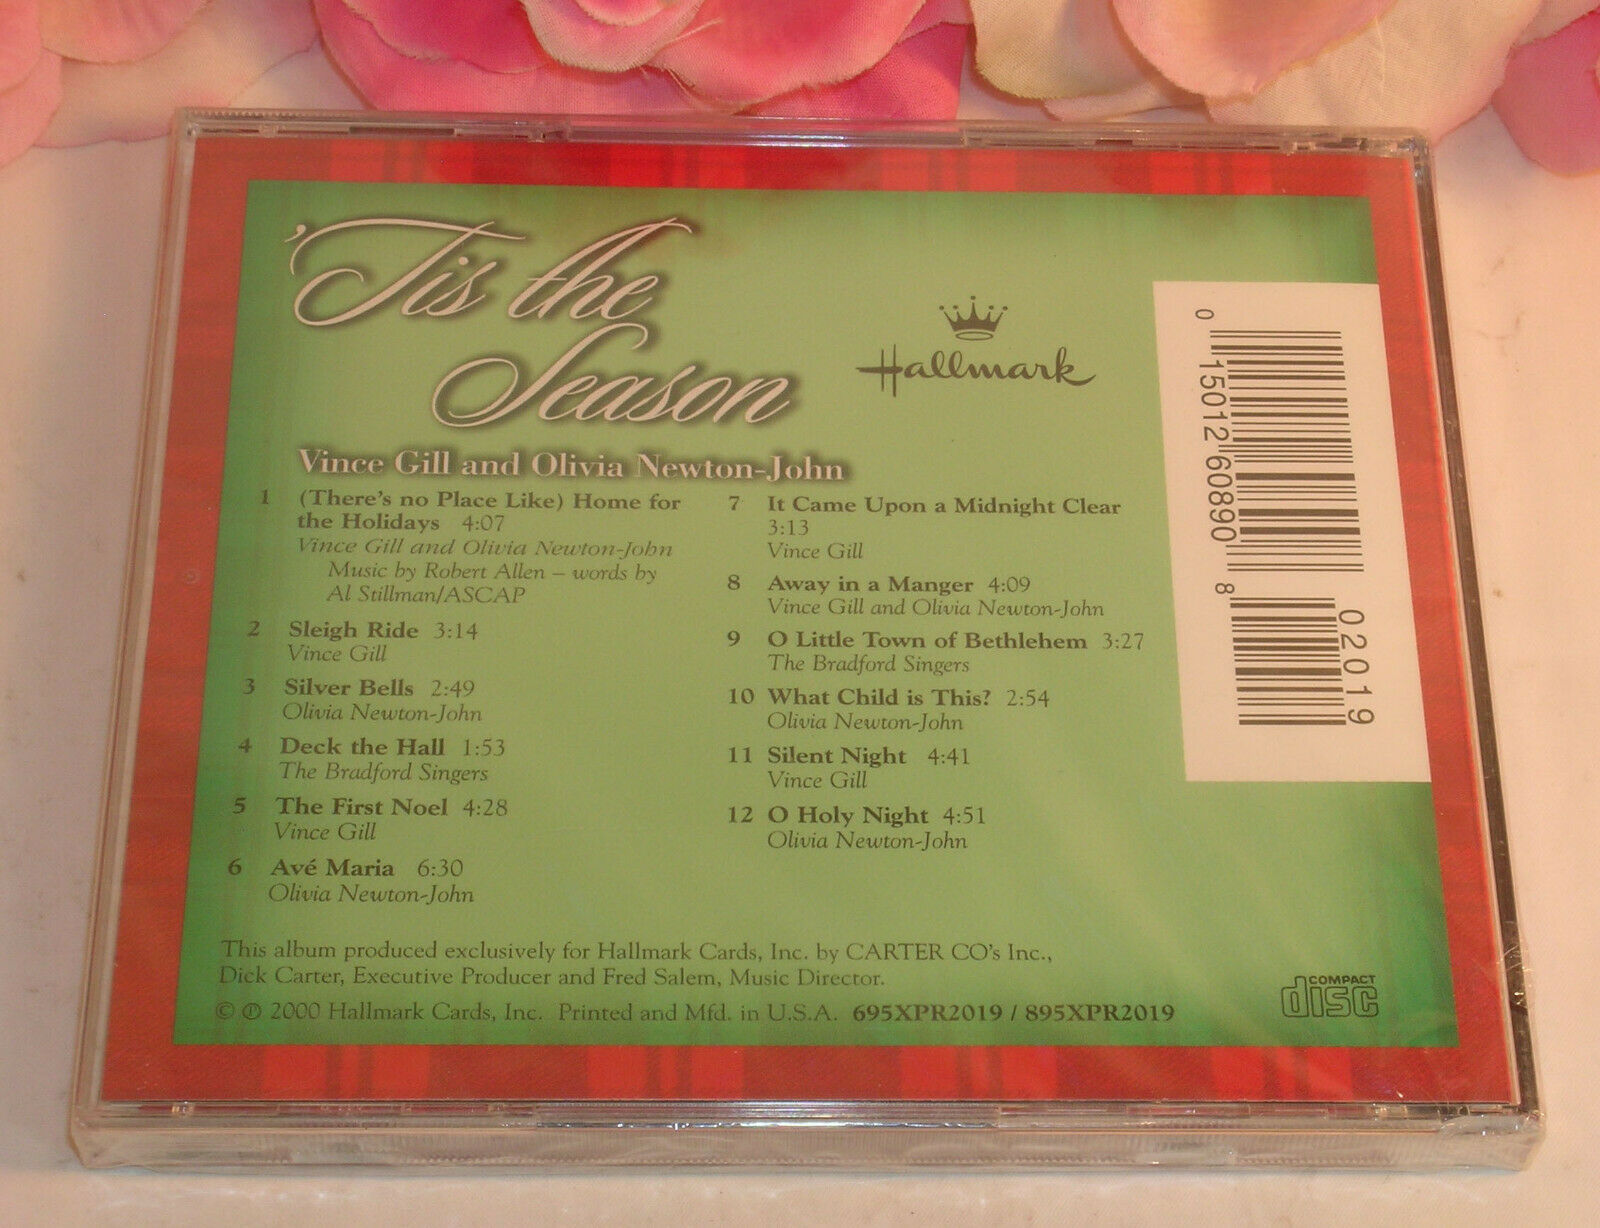 'Tis the
Season
Hallmark
Vince Gill and Olivia Newton-John
1 (There's no Place Like) Home for
the Holidays 4:07
Vince Gill and Olivia Newton-John
Music by Robert Allen – words by
Al Stillman/ASCAP
2 Sleigh Ride 3:14
Vince Gill
3 Silver Bells 2:49
Olivia Newton-John
4 Deck the Hall 1:53
The Bradford Singers
5 The First Noel 4:28
Vince Gill
6 Avé Maria 6:30
Olivia Newton-John
7 It Came Upon a Midnight Clear
3:13
Vince Gill
8 Away in a Manger 4:09
Vince Gill and Olivia Newton-John
9 O Little Town of Bethlehem 3:27
The Bradford Singers
10 What Child is This? 2:54
Olivia Newton-John
11 Silent Night 4:41
Vince Gill
12 O Holy Night 4:51
Olivia Newton-John
0 15012 60890 8
02019
This album produced exclusively for Hallmark Cards, Inc. by CARTER CO's Inc.,
Dick Carter, Executive Producer and Fred Salem, Music Director.
© ℗ 2000 Hallmark Cards, Inc. Printed and Mfd. in U.S.A. 695XPR2019 / 895XPR2019
COMPACT
disc